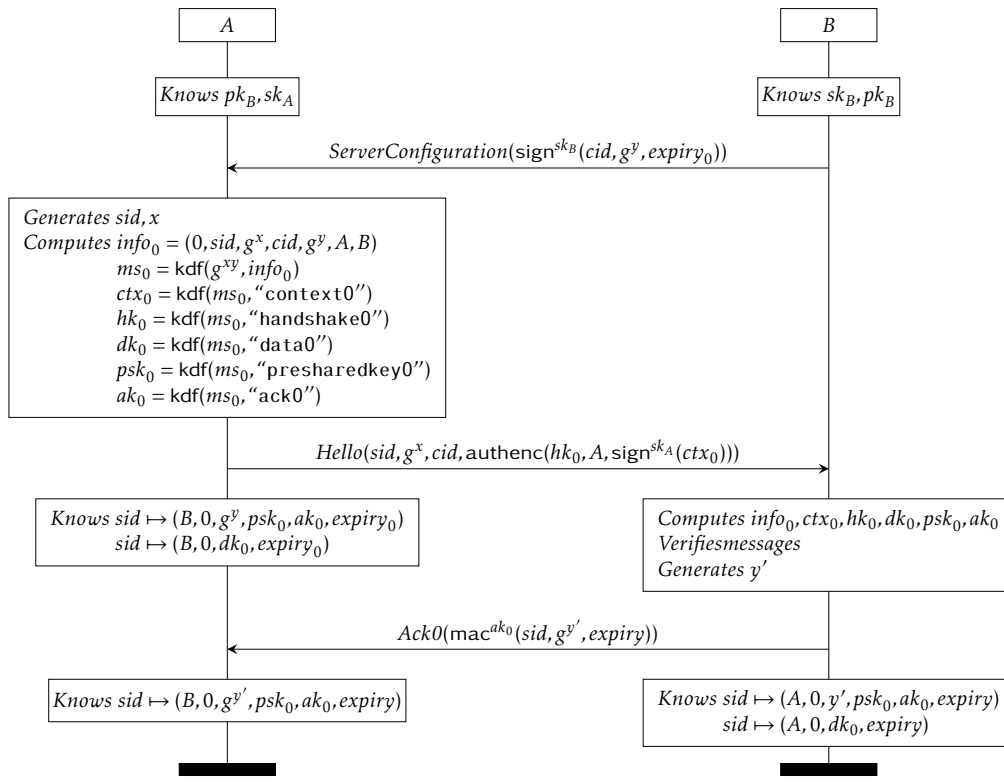 A
B
Knows pk_B, sk_A
Knows sk_B, pk_B
ServerConfiguration(sign^{sk_B}(cid, g^y, expiry_0))
Generates sid, x
Computes info_0 = (0, sid, g^x, cid, g^y, A, B)
ms_0 = kdf(g^{xy}, info_0)
ctx_0 = kdf(ms_0, “context0”)
hk_0 = kdf(ms_0, “handshake0”)
dk_0 = kdf(ms_0, “data0”)
psk_0 = kdf(ms_0, “presharedkey0”)
ak_0 = kdf(ms_0, “ack0”)
Hello(sid, g^x, cid, authenc(hk_0, A, sign^{sk_A}(ctx_0)))
Knows sid ↦ (B, 0, g^y, psk_0, ak_0, expiry_0)
sid ↦ (B, 0, dk_0, expiry_0)
Computes info_0, ctx_0, hk_0, dk_0, psk_0, ak_0
Verifiesmessages
Generates y'
Ack0(mac^{ak_0}(sid, g^{y'}, expiry))
Knows sid ↦ (B, 0, g^{y'}, psk_0, ak_0, expiry)
Knows sid ↦ (A, 0, y', psk_0, ak_0, expiry)
sid ↦ (A, 0, dk_0, expiry)